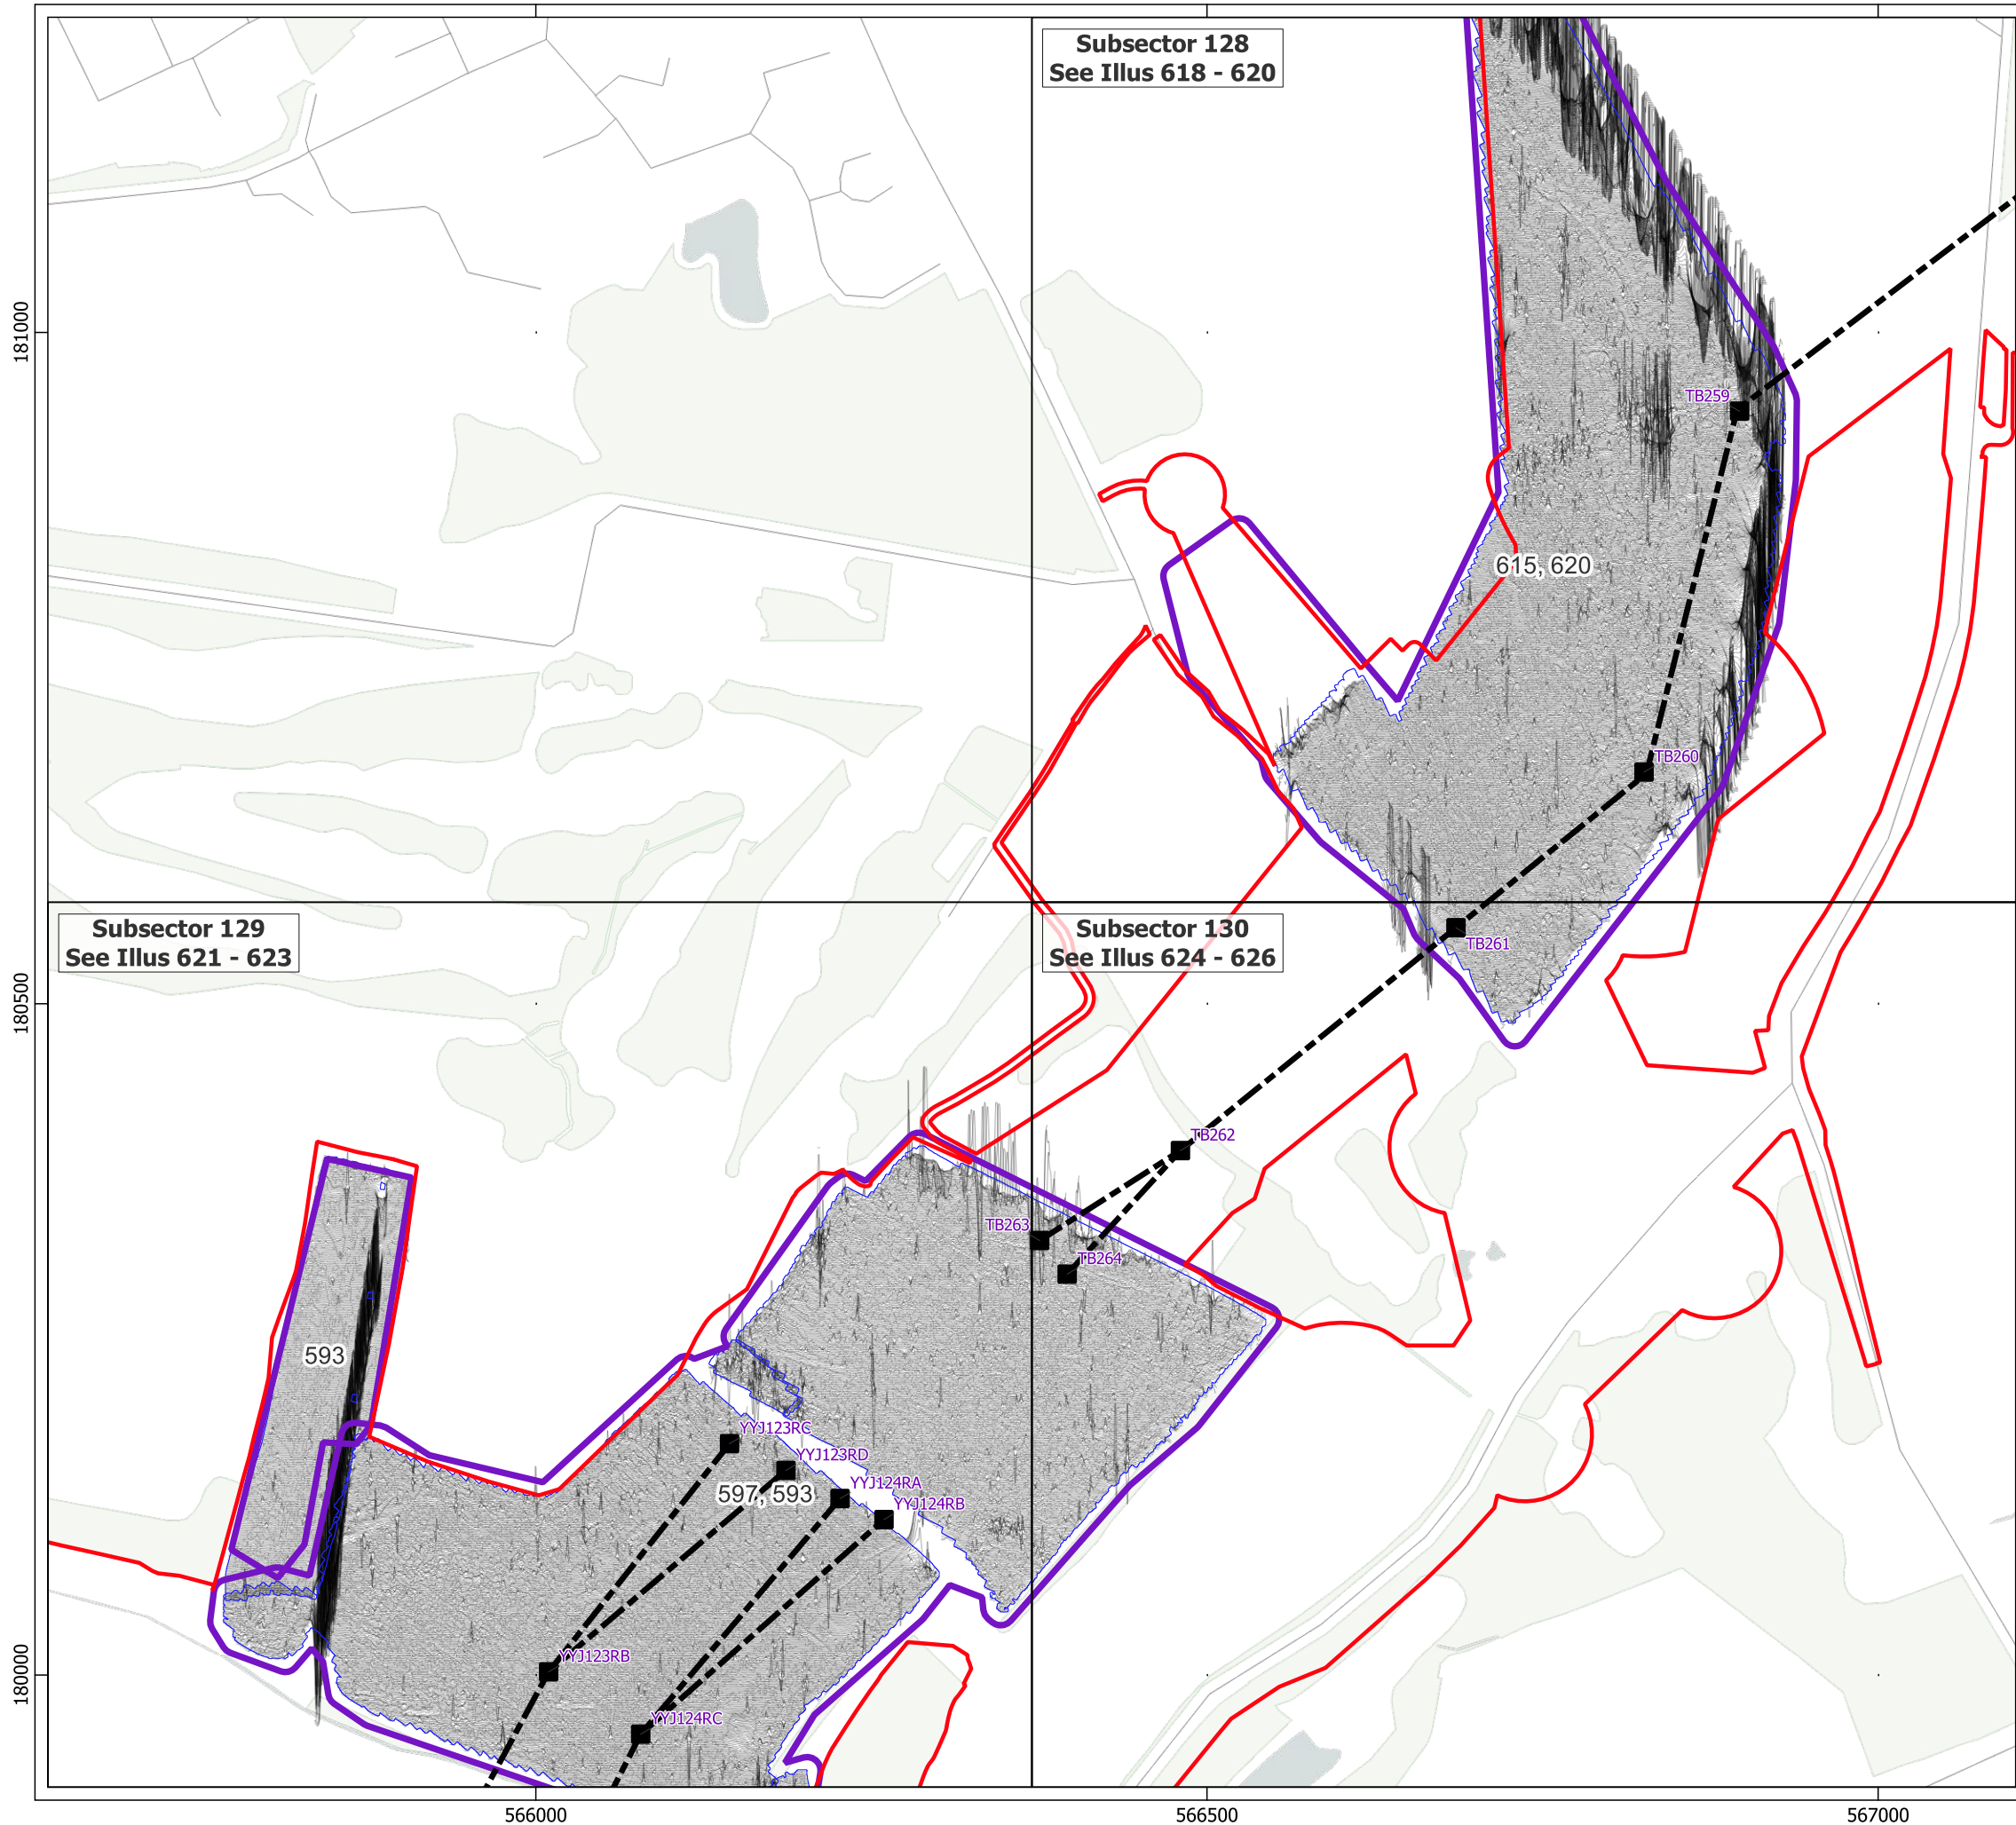 Subsector 128
See Illus 618 - 620
181000
TB259
615, 620
TB260
Subsector 129
See Illus 621 - 623
Subsector 130
See Illus 624 - 626
TB261
180500
TB262
TB263
TB264
593
YYJ123RC
YYJ123RD
597, 593
YYJ124RA
YYJ124RB
YYJ123RB
180000
YYJ124RC
566000
566500
567000